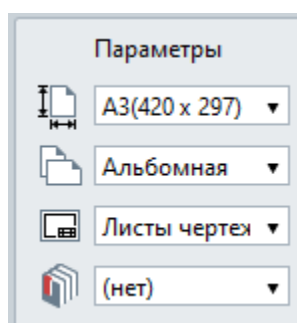 Параметры
A3(420 x 297)
Альбомная
Листы чертеж
(нет)